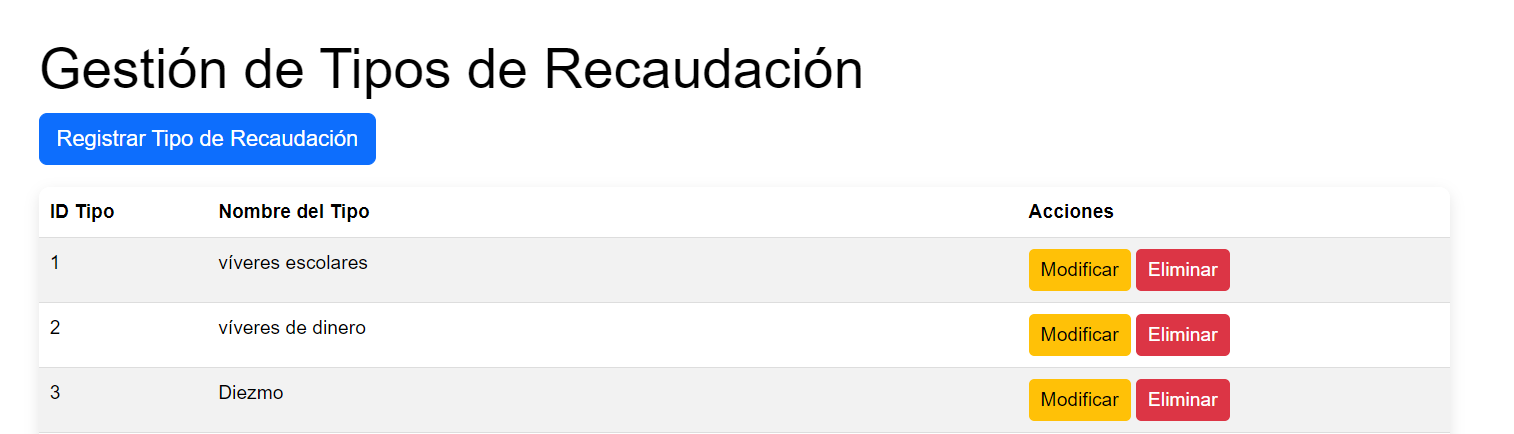 Gestión de Tipos de Recaudación
Registrar Tipo de Recaudación
ID Tipo Nombre del Tipo Acciones
1 víveres escolares Modificar Eliminar
2 víveres de dinero Modificar Eliminar
3 Diezmo Modificar Eliminar